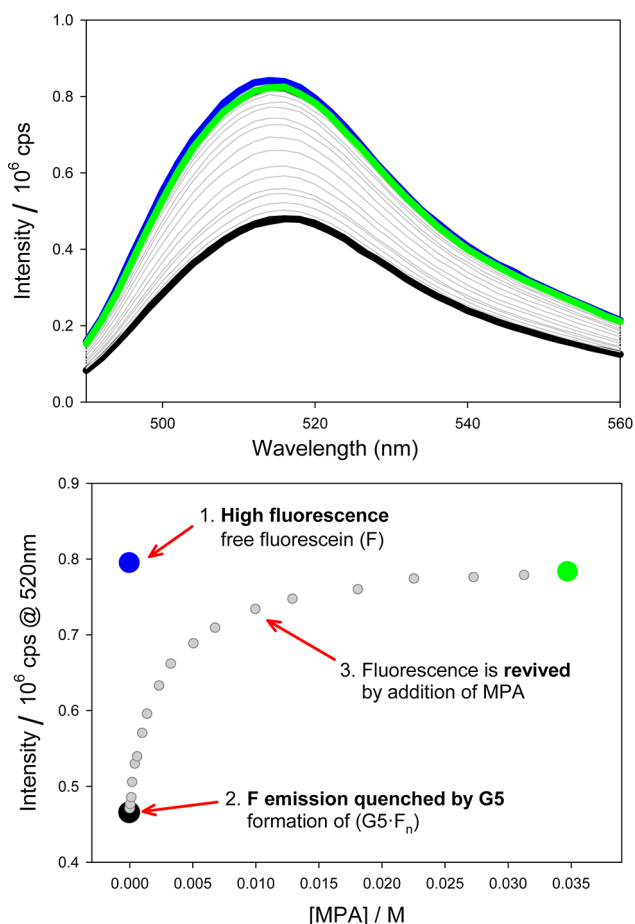 1.0
0.8
0.6
0.4
0.2
0.0
Intensity / 10⁶ cps
500
520
540
560
Wavelength (nm)
0.9
0.8
0.7
0.6
0.5
0.4
Intensity / 10⁶ cps @ 520nm
1. High fluorescence
free fluorescein (F)
3. Fluorescence is revived
by addition of MPA
2. F emission quenched by G5
formation of (G5·Fₙ)
0.000
0.005
0.010
0.015
0.020
0.025
0.030
0.035
[MPA] / M